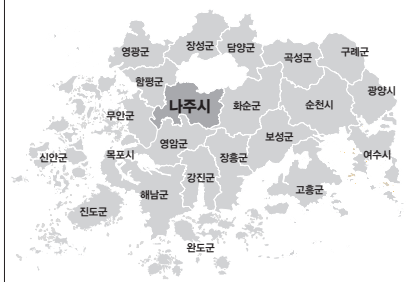 영광군
장성군
담양군
곡성군
구례군
함평군
나주시
화순군
순천시
광양시
무안군
신안군
목포시
영암군
장흥군
보성군
여수시
강진군
해남군
고흥군
진도군
완도군